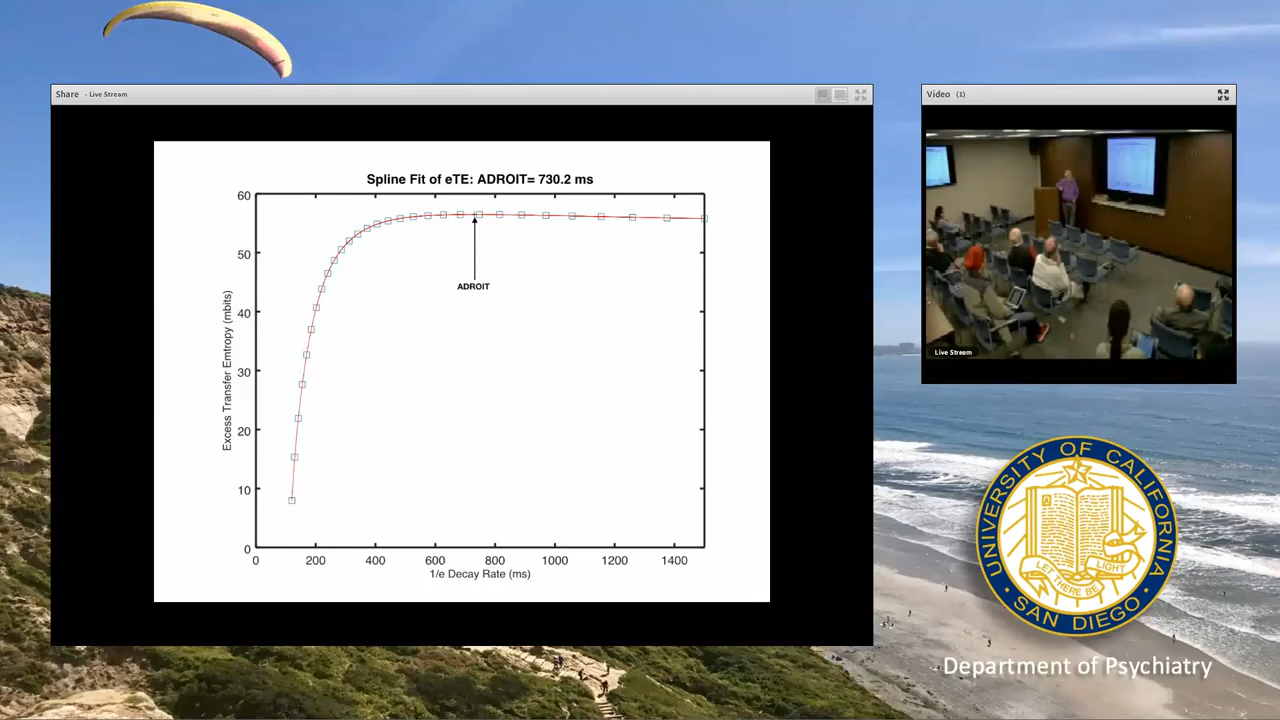 Share - Live Stream
Video (1)
Spline Fit of eTE: ADROIT= 730.2 ms
60
50
40
30
20
10
0
Excess Transfer Emtropy (mbits)
ADROIT
0 200 400 600 800 1000 1200 1400
1/e Decay Rate (ms)
Live Stream
UNIVERSITY OF CALIFORNIA
LET THERE BE LIGHT
· SAN DIEGO ·
A
Department of Psychiatry